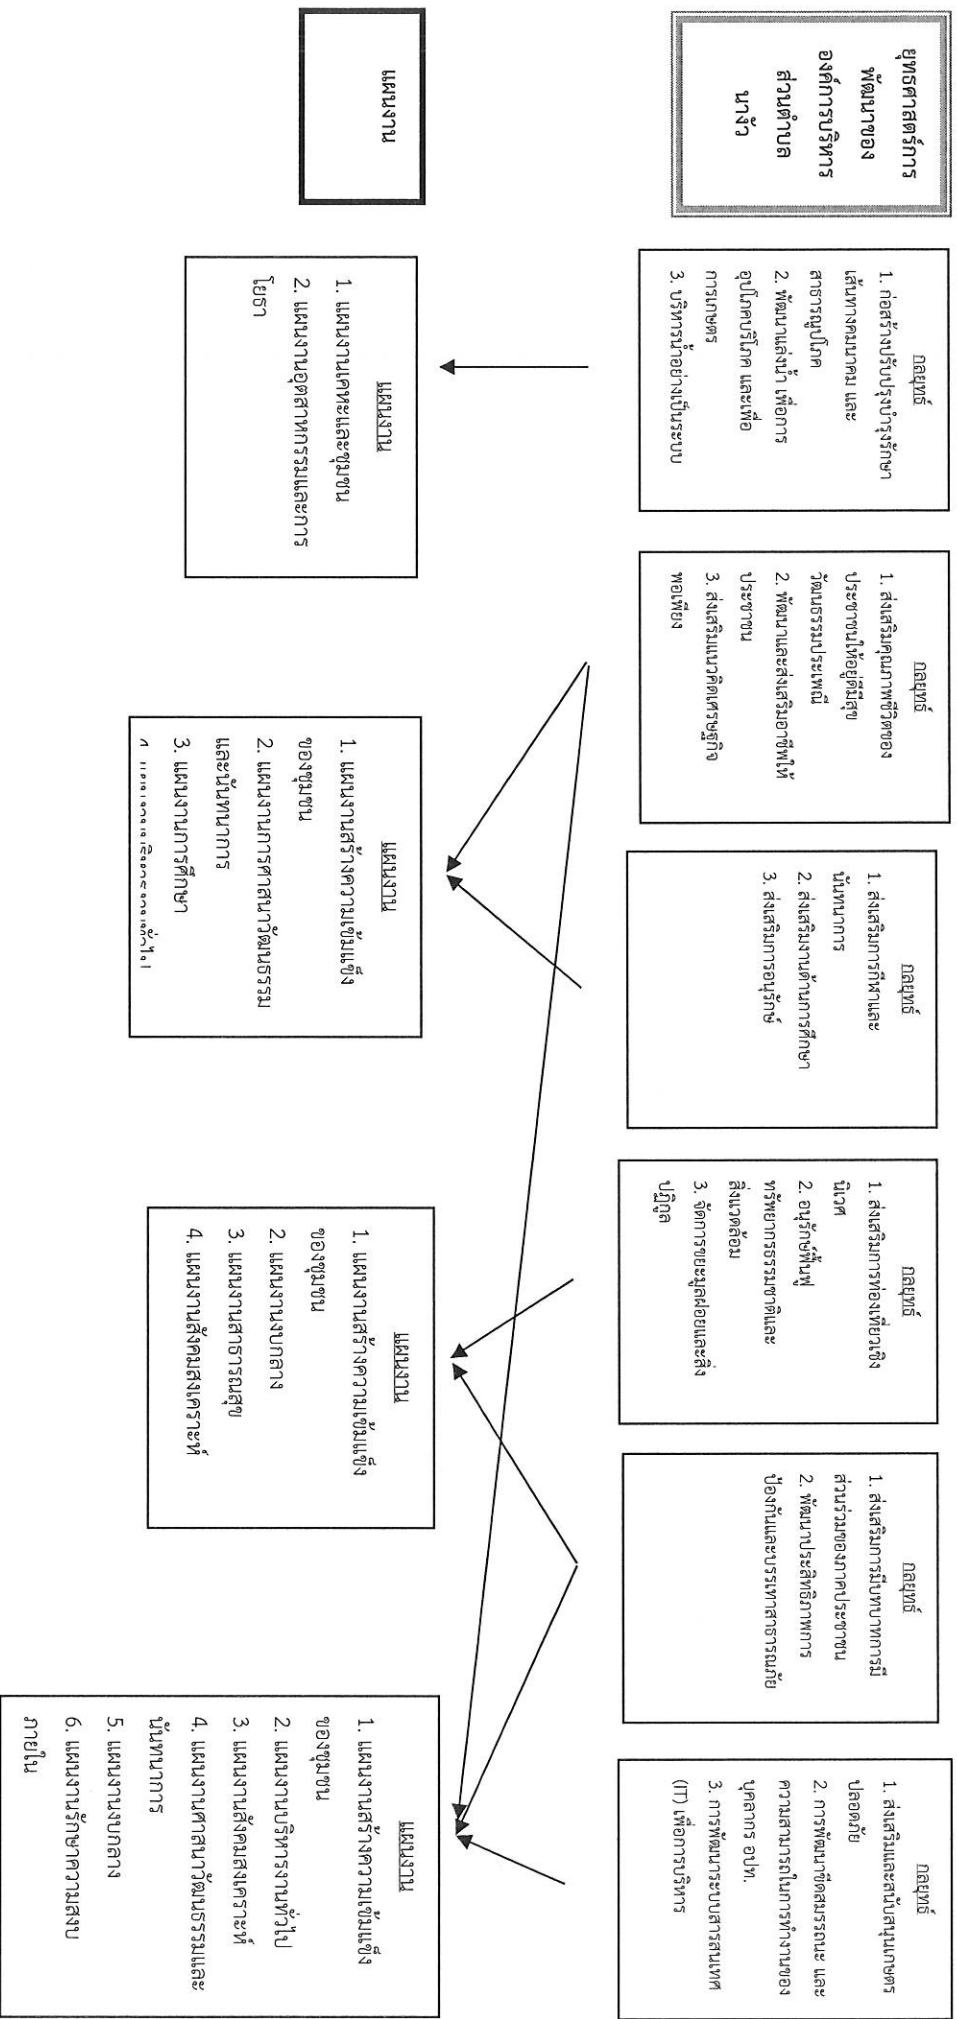 ยุทธศาสตร์การ
พัฒนาของ
องค์การบริหาร
ส่วนตำบล
นางัว
กลยุทธ์
1. ก่อสร้างปรับปรุงบำรุงรักษา
เส้นทางคมนาคม และ
สาธารณูปโภค
2. พัฒนาแล่งน้ำ เพื่อการ
อุปโภคบริโภค และเพื่อ
การเกษตร
3. บริหารน้ำอย่างเป็นระบบ
กลยุทธ์
1. ส่งเสริมคุณภาพชีวิตของ
ประชาชนให้อยู่ดีมีสุข
วัฒนธรรมประเพณี
2. พัฒนาและส่งเสริมอาชีพให้
ประชาชน
3. ส่งเสริมแนวคิดเศรษฐกิจ
พอเพียง
กลยุทธ์
1. ส่งเสริมการกีฬาและ
นันทนาการ
2. ส่งเสริมงานด้านการศึกษา
3. ส่งเสริมการอนุรักษ์
กลยุทธ์
1. ส่งเสริมการท่องเที่ยวเชิง
นิเวศ
2. อนุรักษ์ฟื้นฟู
ทรัพยากรธรรมชาติและ
สิ่งแวดล้อม
3. จัดการขยะมูลฝอยและสิ่ง
ปฏิกูล
กลยุทธ์
1. ส่งเสริมการมีบทบาทการมี
ส่วนร่วมของภาคประชาชน
2. พัฒนาประสิทธิภาพการ
ป้องกันและบรรเทาสาธารณภัย
กลยุทธ์
1. ส่งเสริมและสนับสนุนเกษตร
ปลอดภัย
2. การพัฒนาขีดสมรรถนะ และ
ความสามารถในการทำงานของ
บุคลากร อปท.
3. การพัฒนาระบบสารสนเทศ
(IT) เพื่อการบริหาร
แผนงาน
แผนงาน
1. แผนงานเคหะและชุมชน
2. แผนงานอุตสาหกรรมและการ
โยธา
แผนงาน
1. แผนงานสร้างความเข้มแข็ง
ของชุมชน
2. แผนงานการศาสนาวัฒนธรรม
และนันทนาการ
3. แผนงานการศึกษา
แผนงาน
1. แผนงานสร้างความเข้มแข็ง
ของชุมชน
2. แผนงานงบกลาง
3. แผนงานสาธารณสุข
4. แผนงานสังคมสงเคราะห์
แผนงาน
1. แผนงานสร้างความเข้มแข็ง
ของชุมชน
2. แผนงานบริหารงานทั่วไป
3. แผนงานสังคมสงเคราะห์
4. แผนงานศาสนาวัฒนธรรมและ
นันทนาการ
5. แผนงานงบกลาง
6. แผนงานรักษาความสงบ
ภายใน